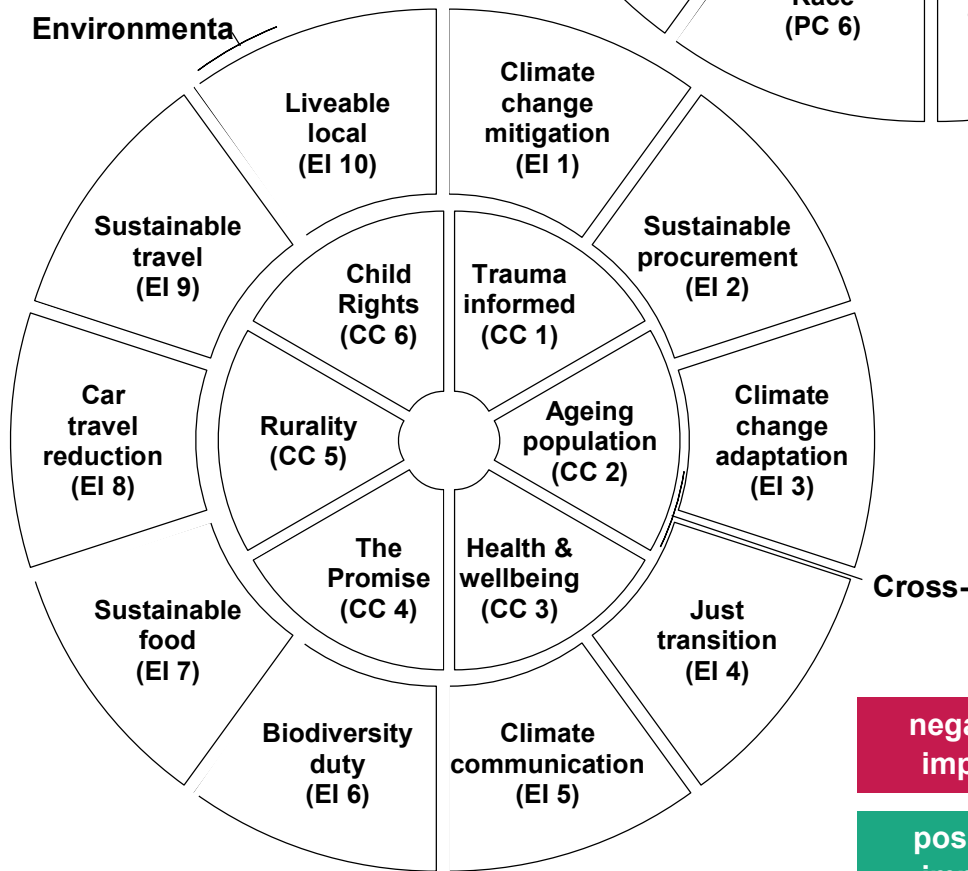 Environmenta
Race
(PC 6)
Liveable
local
(EI 10)
Climate
change
mitigation
(EI 1)
Sustainable
procurement
(EI 2)
Climate
change
adaptation
(EI 3)
Just
transition
(EI 4)
Climate
communication
(EI 5)
Biodiversity
duty
(EI 6)
Sustainable
food
(EI 7)
Car
travel
reduction
(EI 8)
Sustainable
travel
(EI 9)
Child
Rights
(CC 6)
Trauma
informed
(CC 1)
Ageing
population
(CC 2)
Health &
wellbeing
(CC 3)
The
Promise
(CC 4)
Rurality
(CC 5)
Cross-
nega
imp
pos